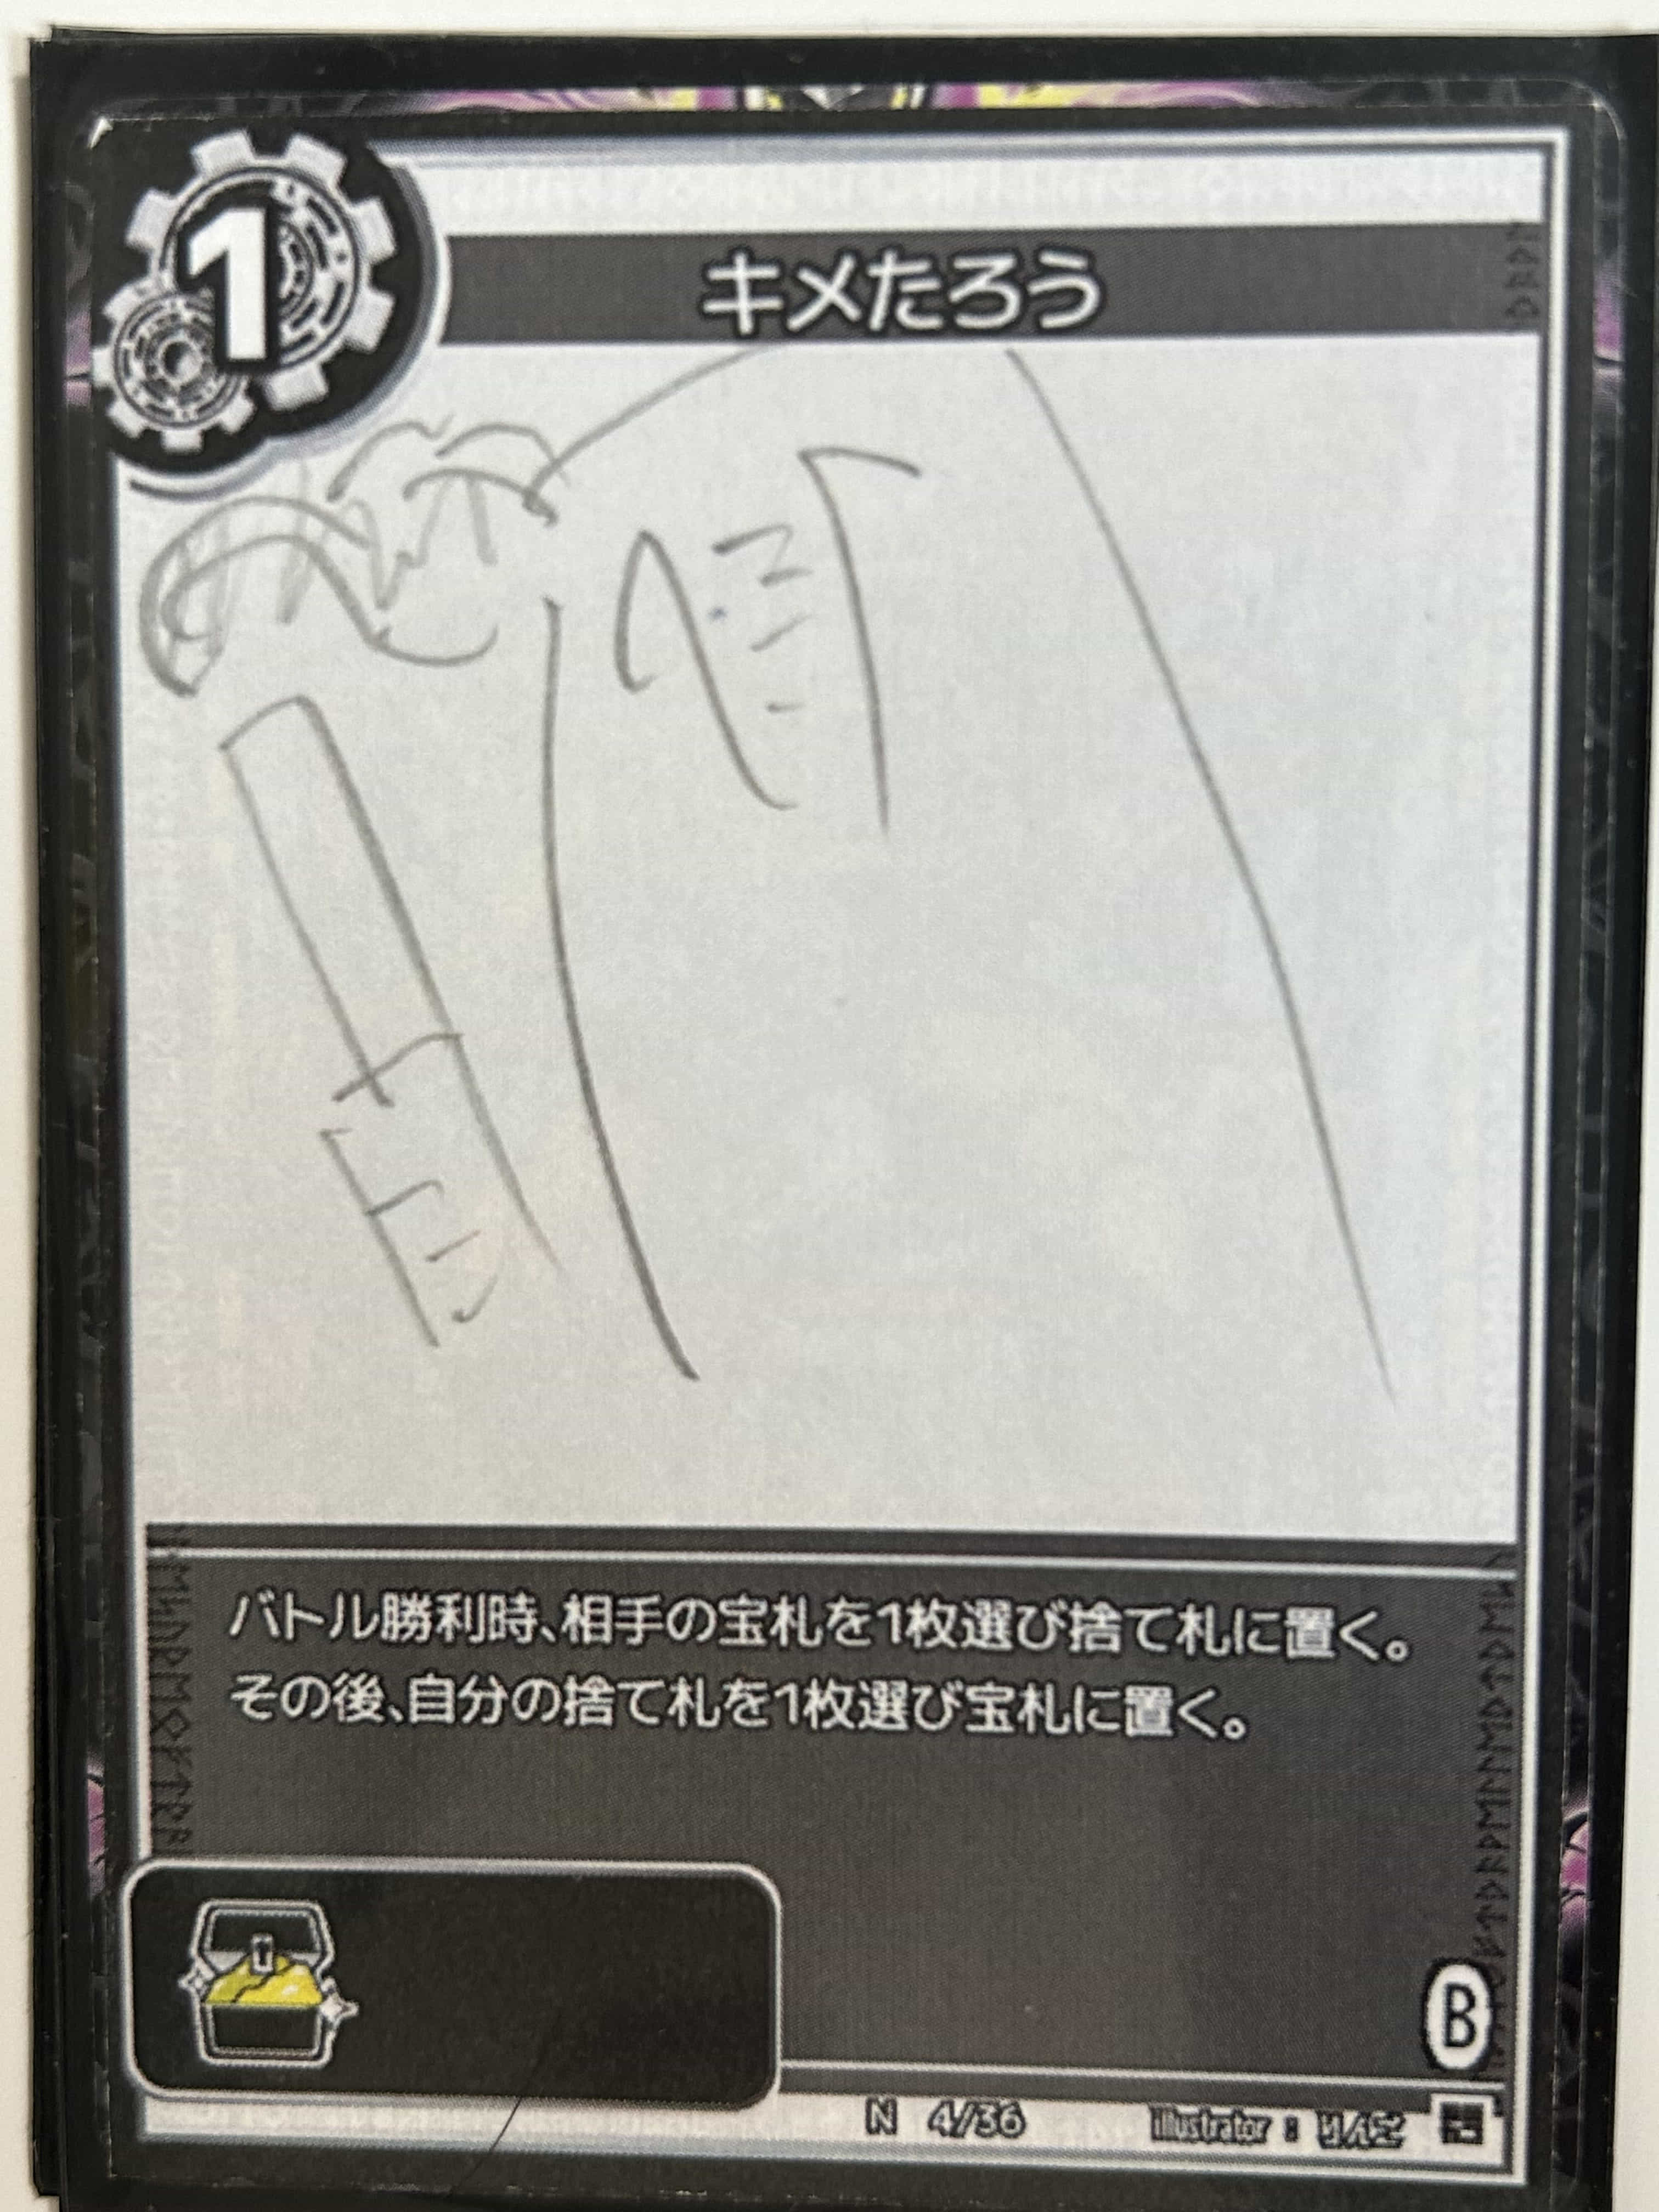 1
キメたろう
バトル勝利時、相手の宝札を1枚選び捨て札に置く。
その後、自分の捨て札を1枚選び宝札に置く。
B
N 4/36 Illustrator :